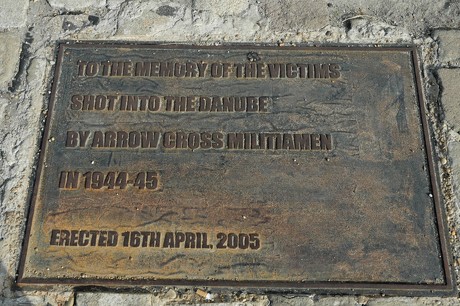 TO THE MEMORY OF THE VICTIMS
SHOT INTO THE DANUBE
BY ARROW CROSS MILITIAMEN
IN 1944-45
ERECTED 16TH APRIL, 2005